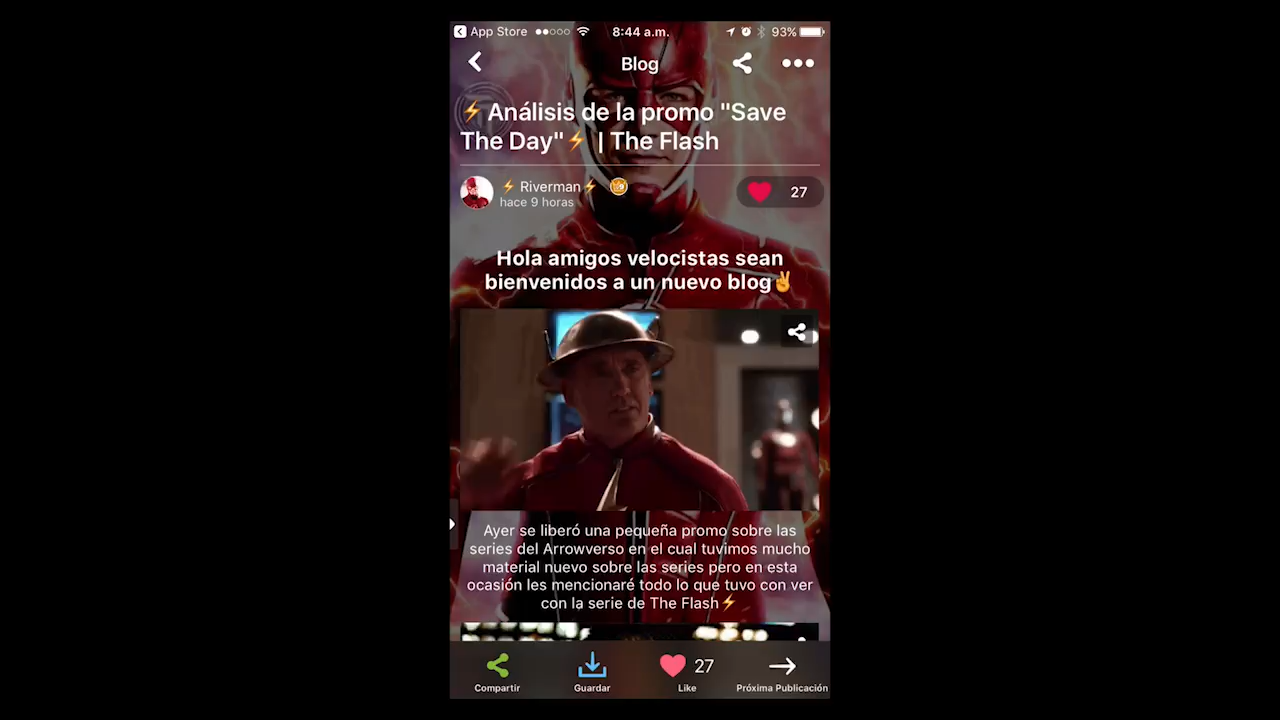 App Store 8:44 a.m. 93%
Blog
⚡Análisis de la promo "Save
The Day"⚡ | The Flash
⚡Riverman⚡
hace 9 horas
27
Hola amigos velocistas sean
bienvenidos a un nuevo blog✌
Ayer se liberó una pequeña promo sobre las
series del Arrowverso en el cual tuvimos mucho
material nuevo sobre las series pero en esta
ocasión les mencionaré todo lo que tuvo con ver
con la serie de The Flash⚡
27
Compartir Guardar Like Próxima Publicación